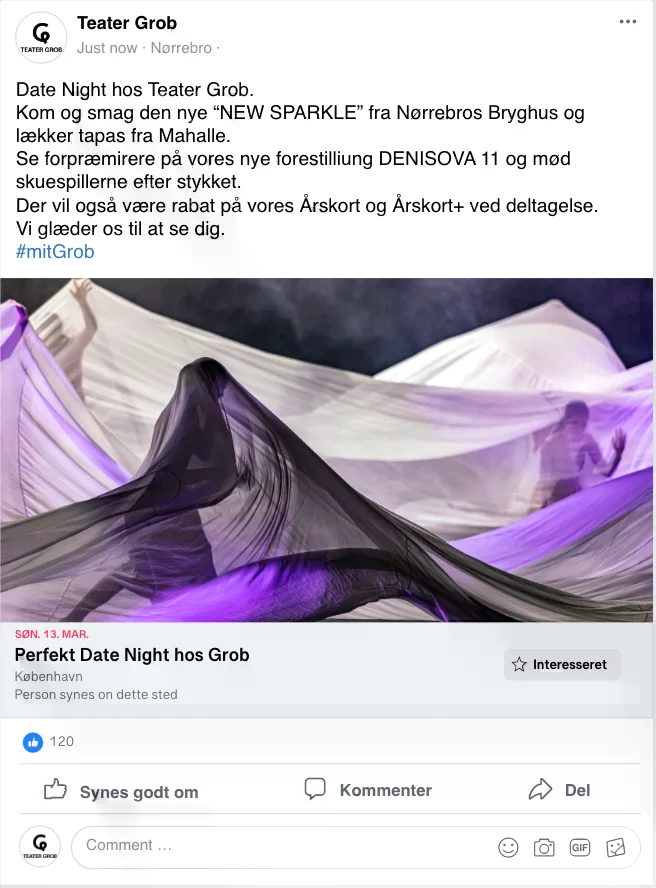 Teater Grob
Just now · Nørrebro ·
TEATER GROB
Date Night hos Teater Grob.
Kom og smag den nye “NEW SPARKLE” fra Nørrebros Bryghus og
lækker tapas fra Mahalle.
Se forpræmirere på vores nye forestilliung DENISOVA 11 og mød
skuespillerne efter stykket.
Der vil også være rabat på vores Årskort og Årskort+ ved deltagelse.
Vi glæder os til at se dig.
#mitGrob
SØN. 13. MAR.
Perfekt Date Night hos Grob
København
Person synes on dette sted
Interesseret
120
Synes godt om
Kommenter
Del
TEATER GROB
Comment ...
GIF